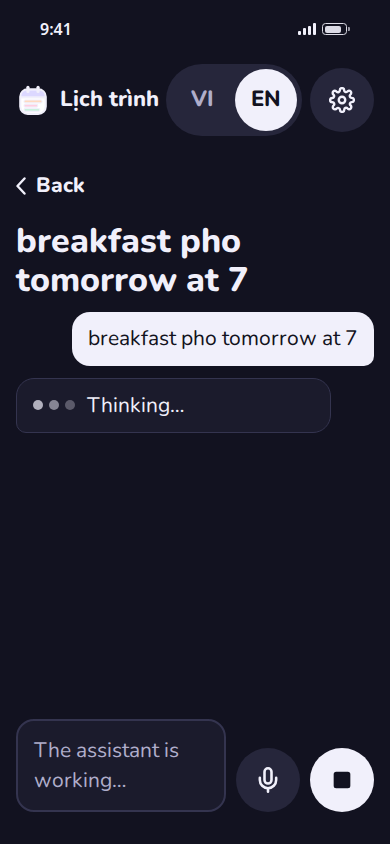 9:41
Lịch trình
VI
EN
Back
breakfast pho
tomorrow at 7
breakfast pho tomorrow at 7
Thinking...
The assistant is
working...